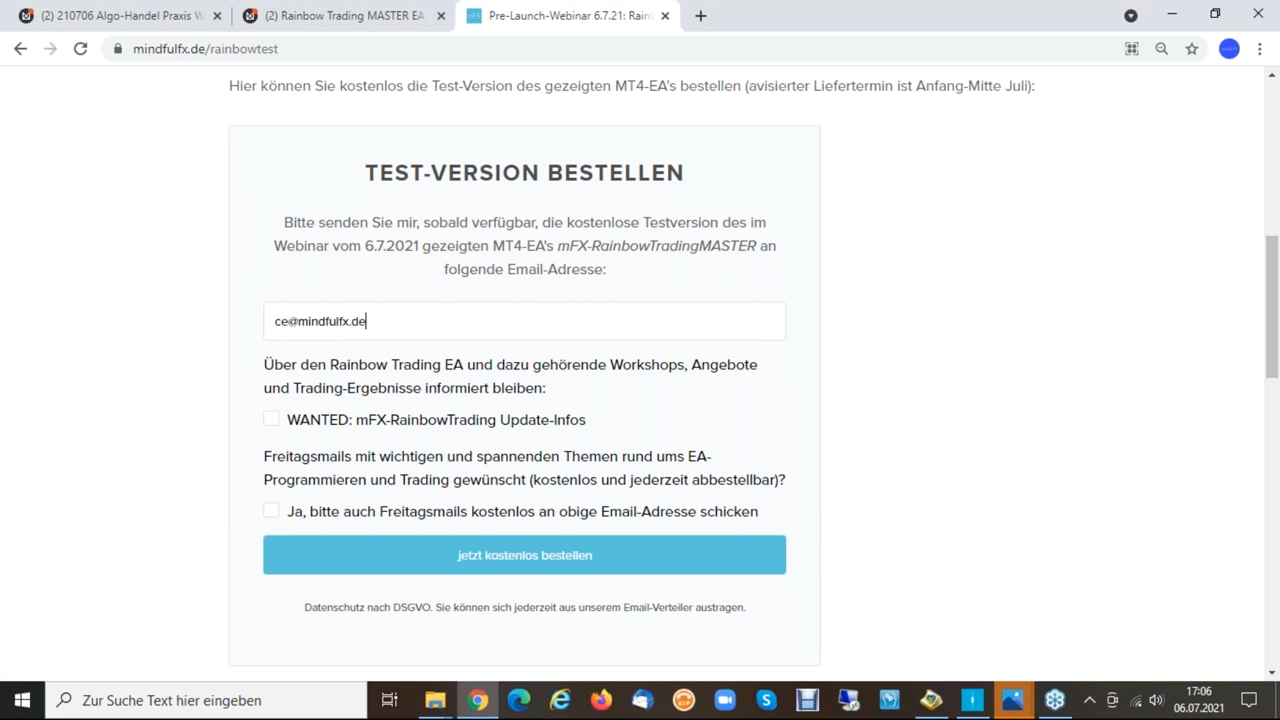 (2) 210706 Algo-Handel Praxis W
(2) Rainbow Trading MASTER EA
Pre-Launch-Webinar 6.7.21: Rain
mindfulfx.de/rainbowtest
Hier können Sie kostenlos die Test-Version des gezeigten MT4-EA's bestellen (avisierter Liefertermin ist Anfang-Mitte Juli):
TEST-VERSION BESTELLEN
Bitte senden Sie mir, sobald verfügbar, die kostenlose Testversion des im
Webinar vom 6.7.2021 gezeigten MT4-EA's mFX-RainbowTradingMASTER an
folgende Email-Adresse:
ce@mindfulfx.de
Über den Rainbow Trading EA und dazu gehörende Workshops, Angebote
und Trading-Ergebnisse informiert bleiben:
WANTED: mFX-RainbowTrading Update-Infos
Freitagsmails mit wichtigen und spannenden Themen rund ums EA-
Programmieren und Trading gewünscht (kostenlos und jederzeit abbestellbar)?
Ja, bitte auch Freitagsmails kostenlos an obige Email-Adresse schicken
jetzt kostenlos bestellen
Datenschutz nach DSGVO. Sie können sich jederzeit aus unserem Email-Verteiler austragen.
Zur Suche Text hier eingeben
17:06
06.07.2021